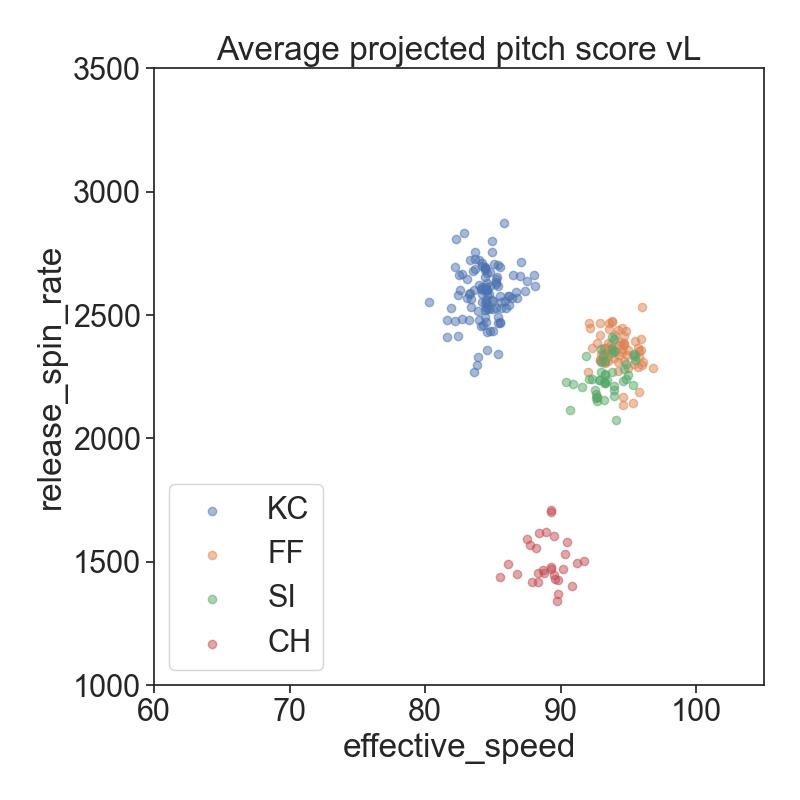 Average projected pitch score vL
3500
3000
2500
2000
1500
1000
release_spin_rate
KC
FF
SI
CH
60 70 80 90 100
effective_speed